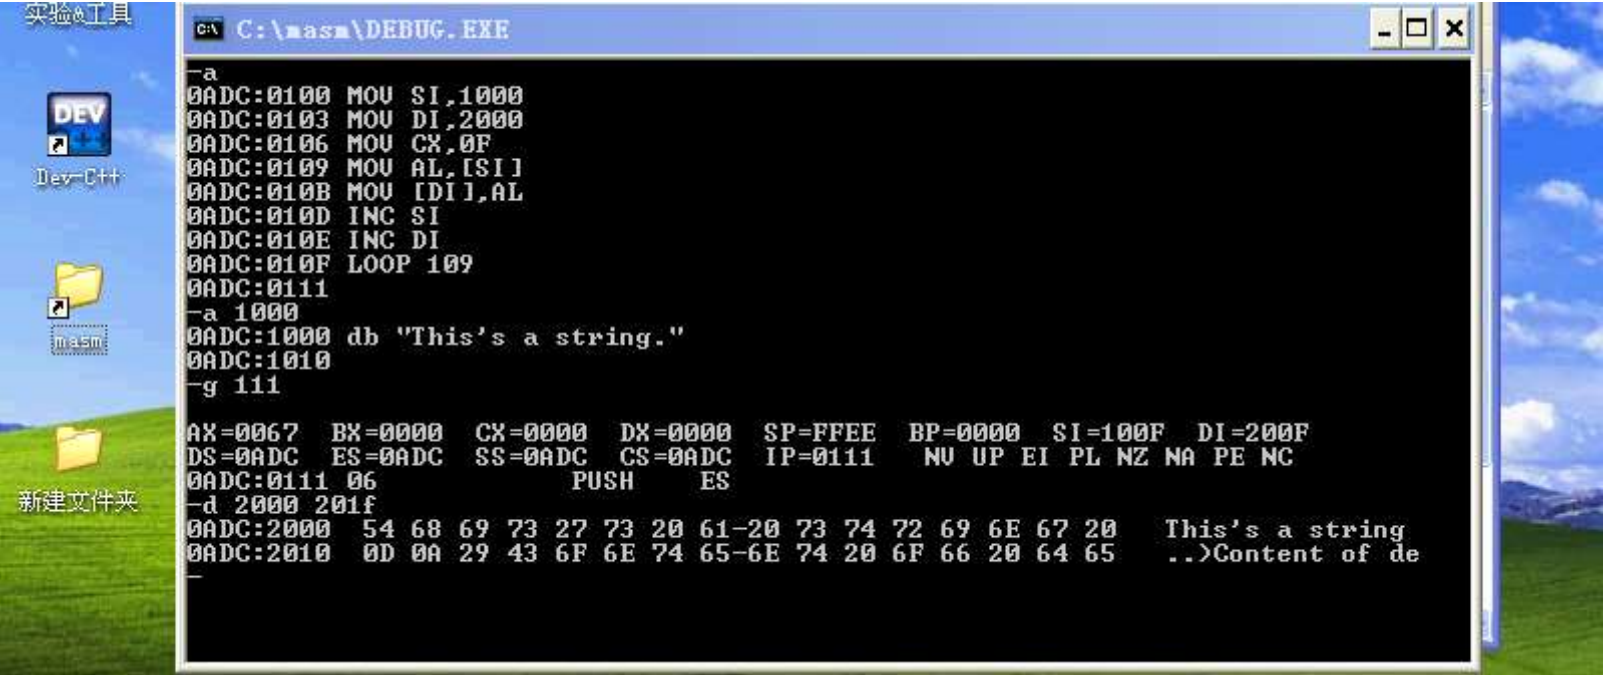 实验&工具
DEV
C++
Dev-C++
masm
新建文件夹
C:\masm\DEBUG.EXE
-a
0ADC:0100 MOV SI,1000
0ADC:0103 MOV DI,2000
0ADC:0106 MOV CX,0F
0ADC:0109 MOV AL,[SI]
0ADC:010B MOV [DI],AL
0ADC:010D INC SI
0ADC:010E INC DI
0ADC:010F LOOP 109
0ADC:0111
-a 1000
0ADC:1000 db "This's a string."
0ADC:1010
-g 111
AX=0067 BX=0000 CX=0000 DX=0000 SP=FFEE BP=0000 SI=100F DI=200F
DS=0ADC ES=0ADC SS=0ADC CS=0ADC IP=0111 NV UP EI PL NZ NA PE NC
0ADC:0111 06 PUSH ES
-d 2000 201f
0ADC:2000 54 68 69 73 27 73 20 61-20 73 74 72 69 6E 67 20 This's a string
0ADC:2010 0D 0A 29 43 6F 6E 74 65-6E 74 20 6F 66 20 64 65 ..)Content of de
-